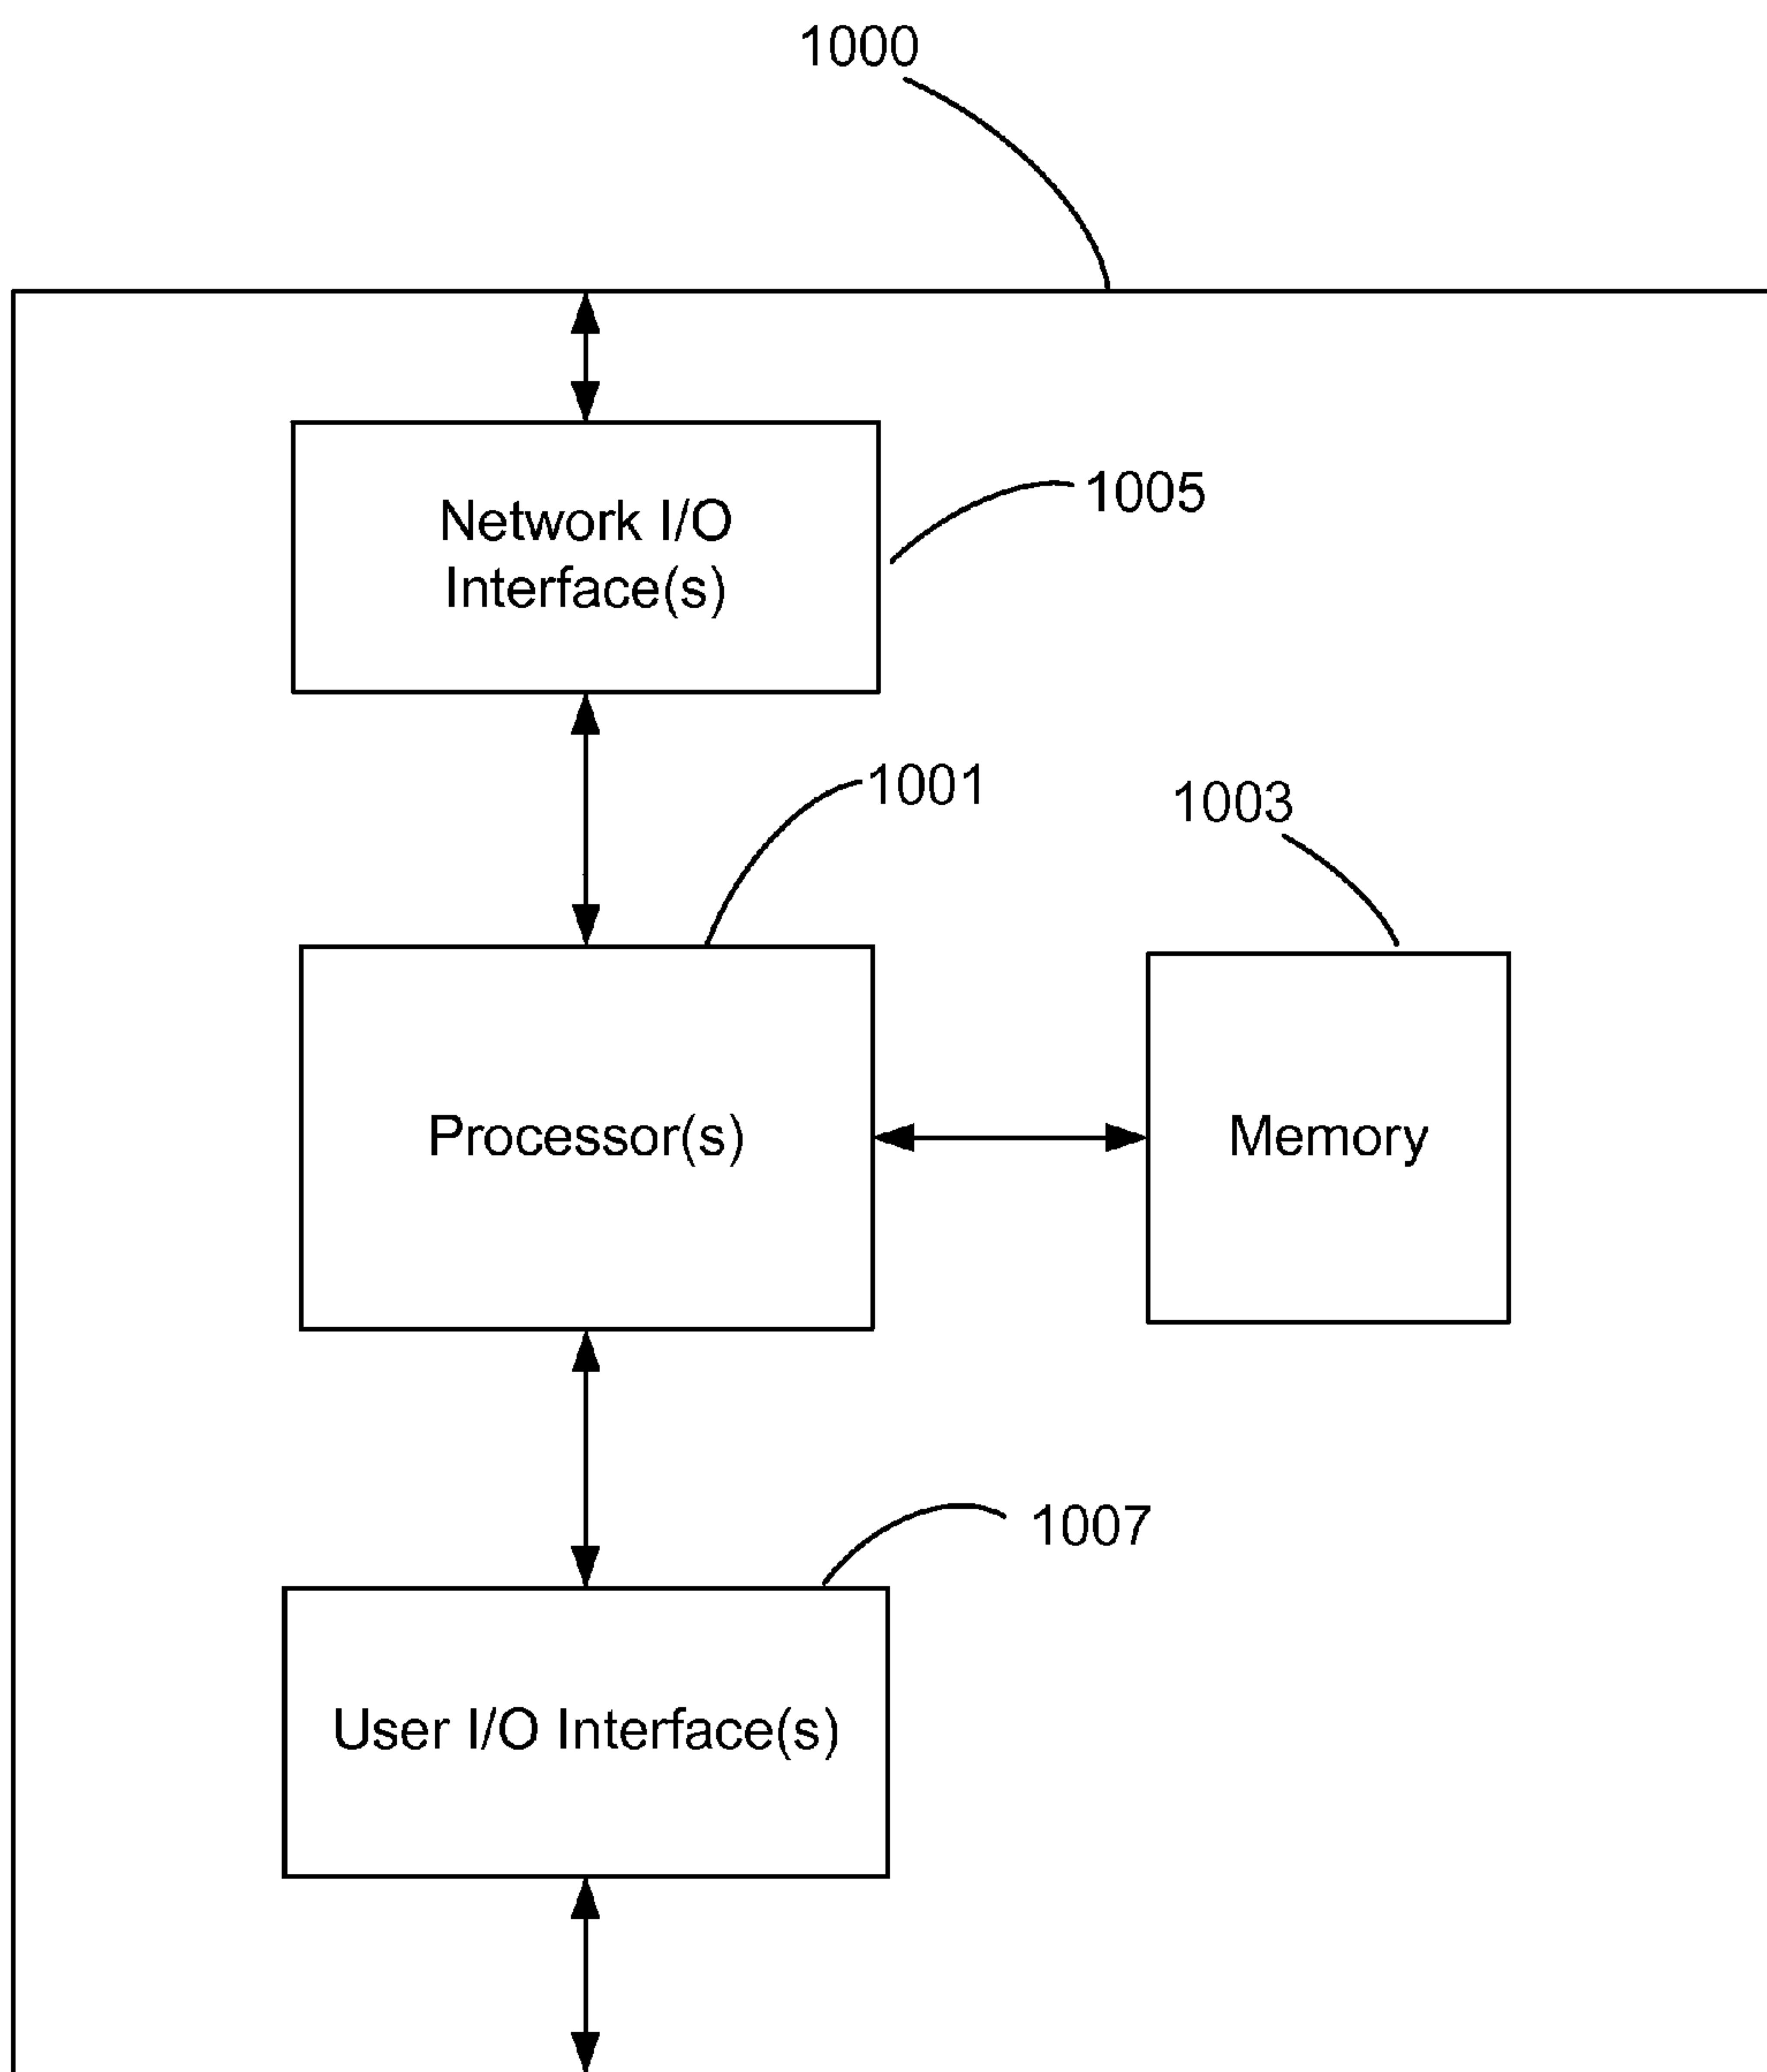 1000
Network I/O
Interface(s)
1005
1001
1003
Processor(s)
Memory
1007
User I/O Interface(s)